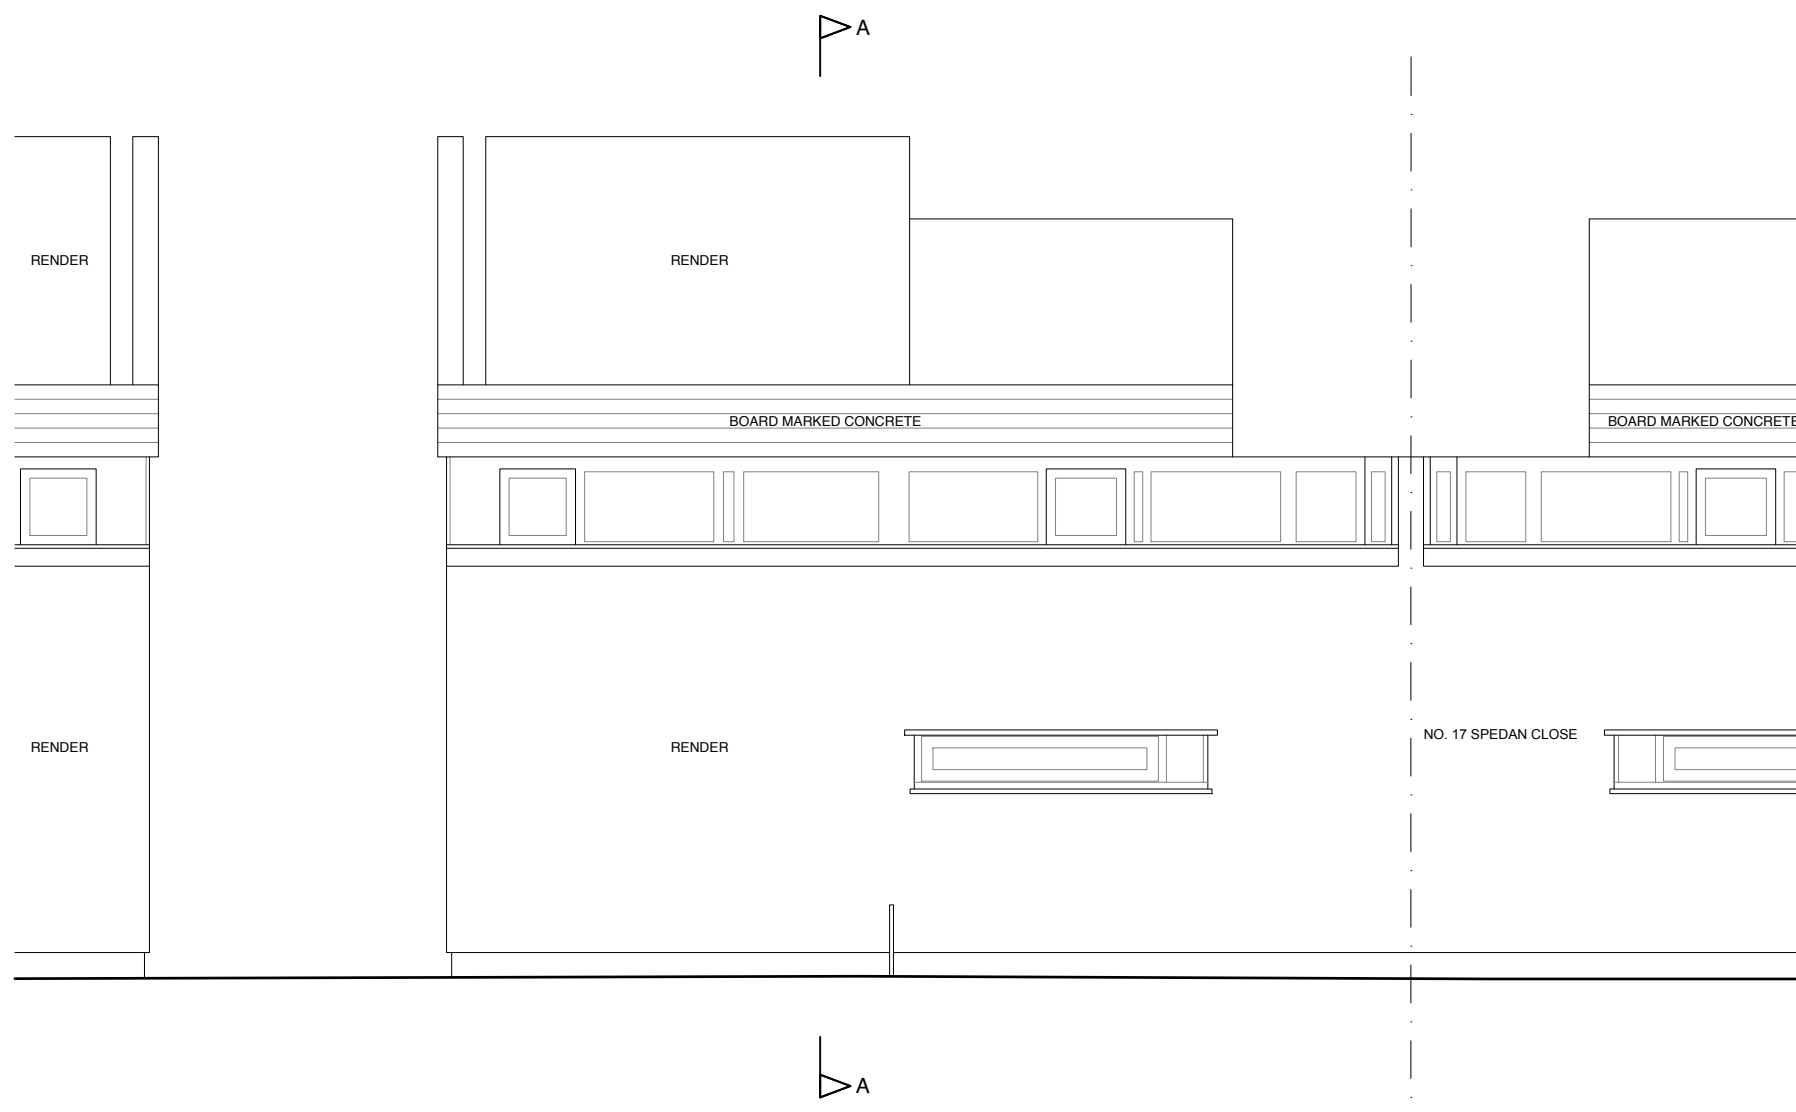 A
RENDER
RENDER
BOARD MARKED CONCRETE
BOARD MARKED CONCRETE
RENDER
RENDER
NO. 17 SPEDAN CLOSE
A